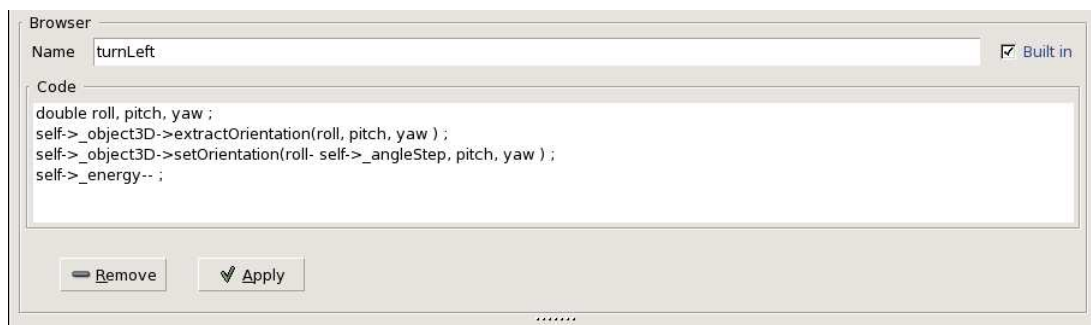 Browser
Name turnLeft Built in
Code
double roll, pitch, yaw ;
self->_object3D->extractOrientation(roll, pitch, yaw ) ;
self->_object3D->setOrientation(roll- self->_angleStep, pitch, yaw ) ;
self->_energy-- ;
Remove Apply